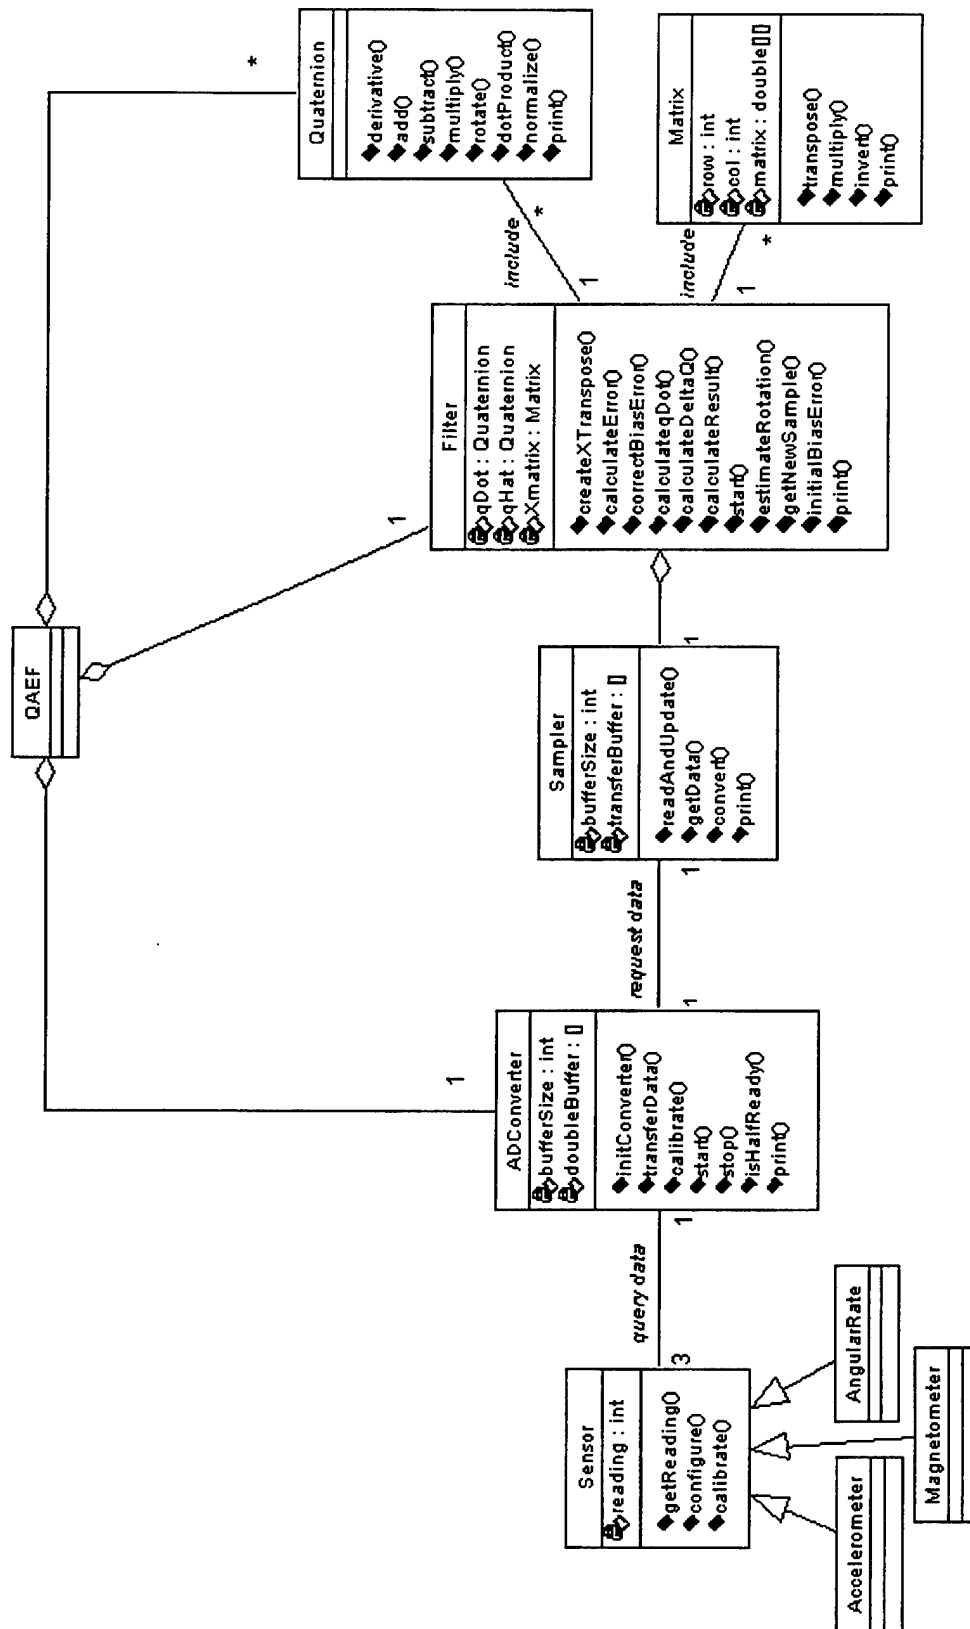 QAEF
*
1
1
Quaternion
derivative()
add()
subtract()
multiply()
rotate()
dotProduct()
normalize()
print()
*
include
1
Matrix
row : int
col : int
matrix : double[][]
transpose()
multiply()
invert()
print()
*
include
1
Filter
qDot : Quaternion
qHat : Quaternion
Xmatrix : Matrix
createXTranspose()
calculateError()
correctBiasError()
calculateqDot()
calculateDeltaQ()
calculateResult()
start()
estimateRotation()
getNewSample()
initialBiasError()
print()
1
Sampler
bufferSize : int
transferBuffer : []
readAndUpdate()
getData()
convert()
print()
1
request data
1
ADConverter
bufferSize : int
doubleBuffer : []
initConverter()
transferData()
calibrate()
start()
stop()
isHalfReady()
print()
1
query data
3
Sensor
reading : int
getReading()
configure()
calibrate()
Accelerometer
Magnetometer
AngularRate